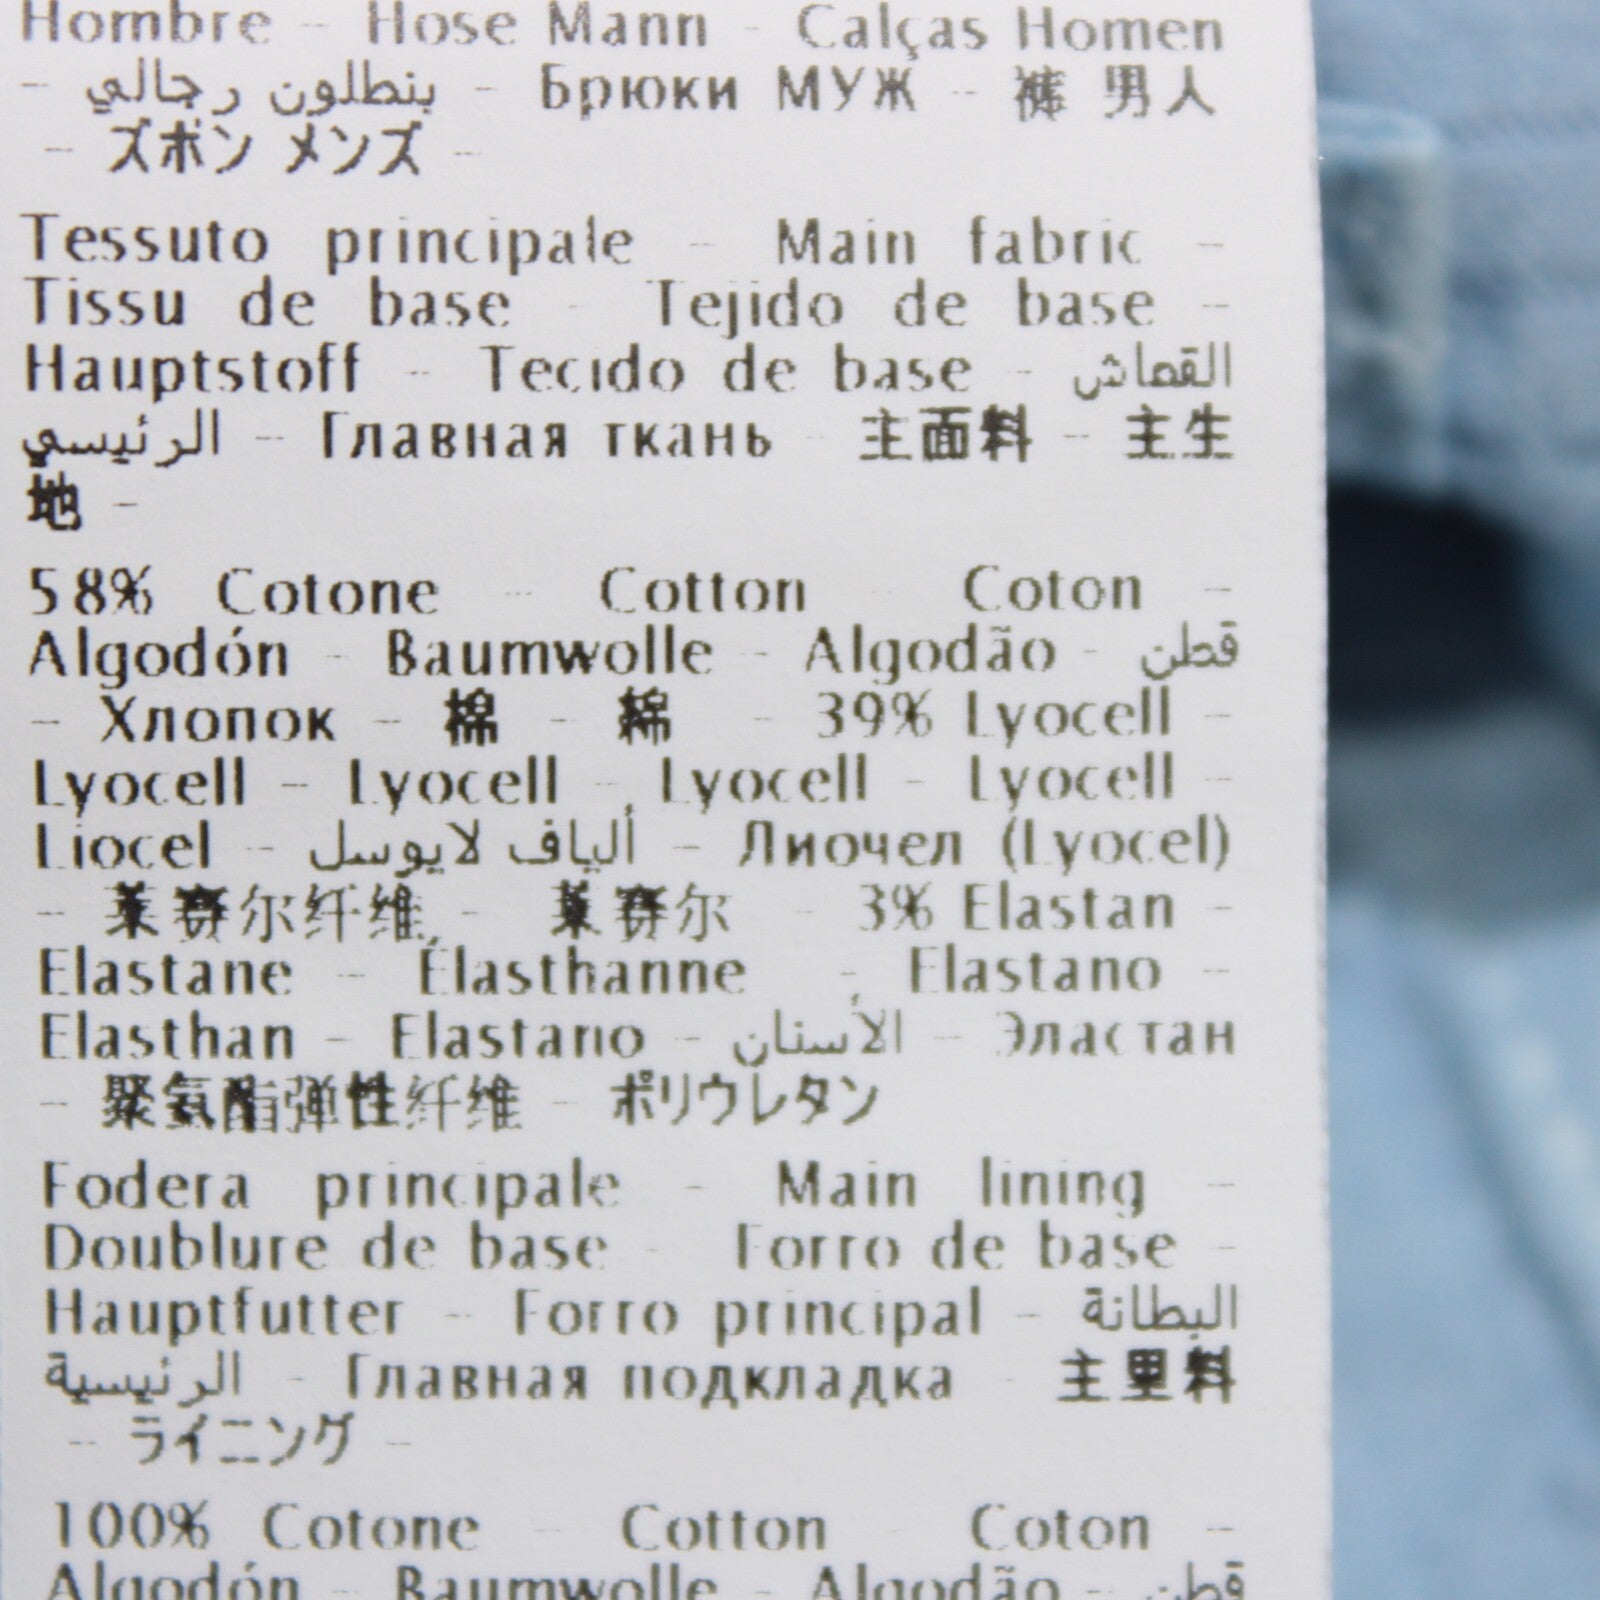 Hombre - Hose Mann - Calças Homen
- بنطلون رجالي - Брюки МУЖ - 裤 男人
- ズボン メンズ -
Tessuto principale - Main fabric -
Tissu de base - Tejido de base -
Hauptstoff - Tecido de base - القماش
الرئيسي - Главная ткань - 主面料 - 主生
地 -
58% Cotone - Cotton - Coton -
Algodón - Baumwolle - Algodão - قطن
- Хлопок - 棉 - 綿 - 39% Lyocell -
Lyocell - Lyocell - Lyocell - Lyocell -
Liocel - ألياف لايوسل - Лиочел (Lyocel)
- 莱赛尔纤维 - 莱赛尔 - 3% Elastan -
Elastane - Élasthanne - Elastano -
Elasthan - Elastano - الأستان - Эластан
- 聚氨酯弹性纤维 - ポリウレタン
Fodera principale - Main lining -
Doublure de base - Forro de base -
Hauptfutter - Forro principal - البطانة
الرئيسية - Главная подкладка - 主里料
- ライニング -
100% Cotone - Cotton - Coton -
Algodón - Baumwolle - Algodão - قطن